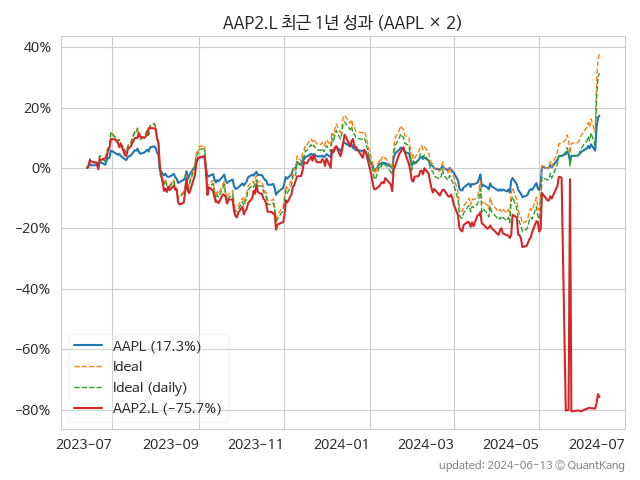 AAP2.L 최근 1년 성과 (AAPL × 2)
40%
20%
0%
−20%
−40%
−60%
−80%
AAPL (17.3%)
Ideal
Ideal (daily)
AAP2.L (−75.7%)
2023-07 2023-09 2023-11 2024-01 2024-03 2024-05 2024-07
updated: 2024-06-13 © QuantKang